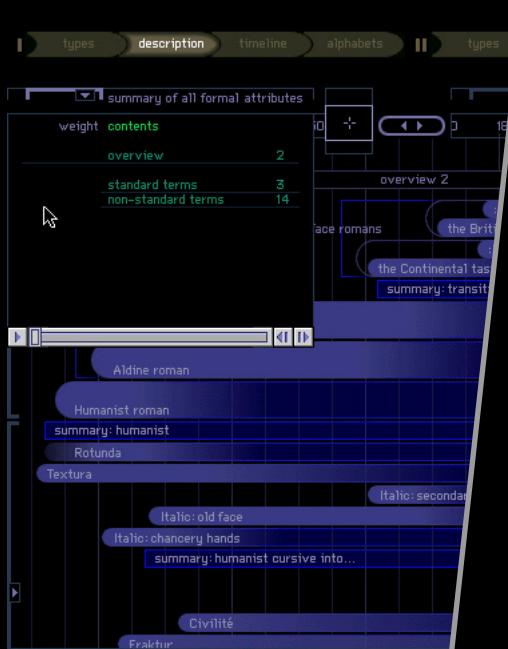 types description timeline alphabets types
summary of all formal attributes
weight contents
overview 2
standard terms 3
non-standard terms 14
overview 2
face romans
the Briti
the Continental tas
summary: transit
Aldine roman
Humanist roman
summary: humanist
Rotunda
Textura
Italic: secondar
Italic: old face
Italic: chancery hands
summary: humanist cursive into...
Civilité
Fraktur